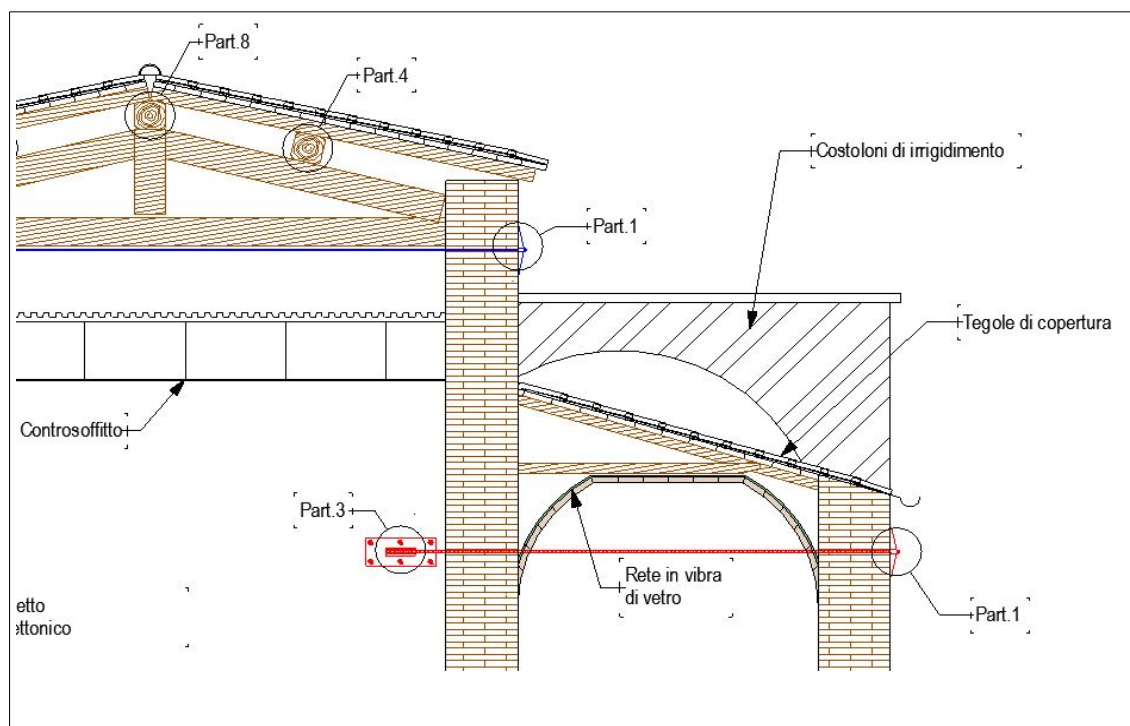 Part.8
Part.4
Costoloni di irrigidimento
Part.1
Tegole di copertura
Controsoffitto
Part.3
Rete in vibra
di vetro
Part.1
etto
ettonico